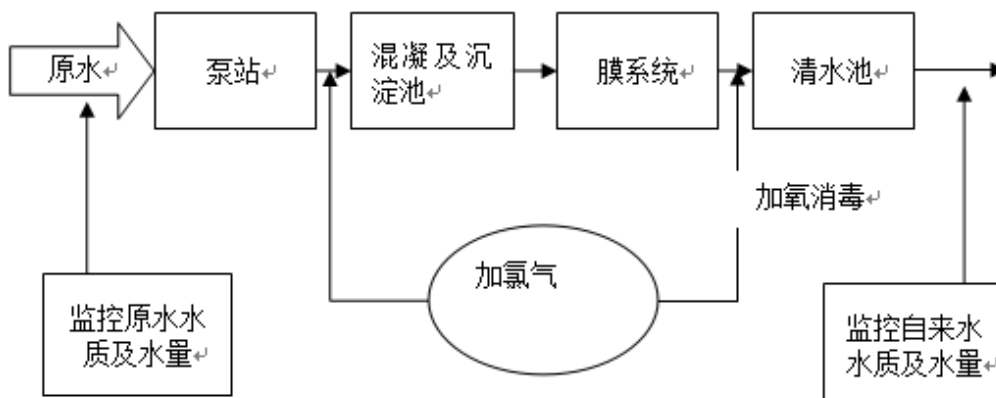 原水
泵站
混凝及沉
淀池
膜系统
清水池
加氧消毒
加氯气
监控原水水
质及水量
监控自来水
水质及水量